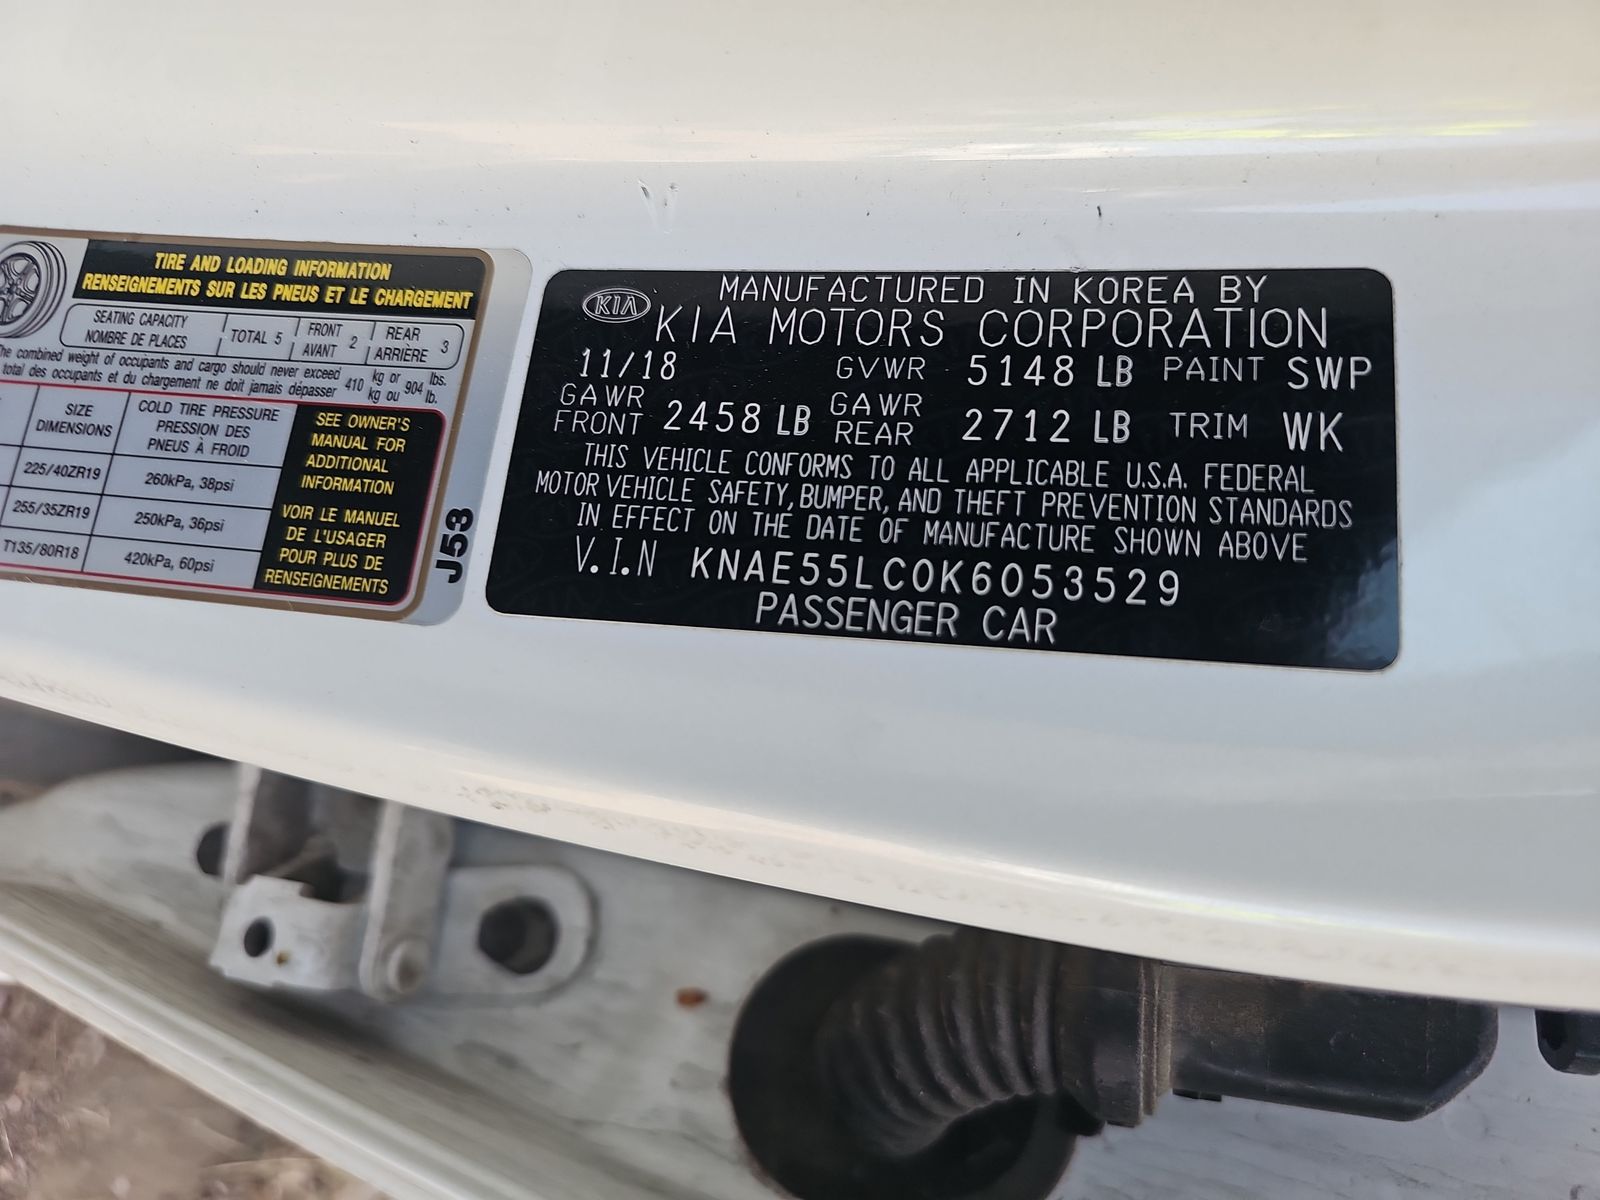 TIRE AND LOADING INFORMATION
RENSEIGNEMENTS SUR LES PNEUS ET LE CHARGEMENT
SEATING CAPACITY
NOMBRE DE PLACES
TOTAL 5
FRONT
AVANT
2
REAR
ARRIÈRE
3
The combined weight of occupants and cargo should never exceed
total des occupants et du chargement ne doit jamais dépasser
410
kg or
kg ou
904
lbs.
lb.
SIZE
DIMENSIONS
COLD TIRE PRESSURE
PRESSION DES
PNEUS À FROID
225/40ZR19
260kPa, 38psi
255/35ZR19
250kPa, 36psi
T135/80R18
420kPa, 60psi
SEE OWNER'S
MANUAL FOR
ADDITIONAL
INFORMATION
VOIR LE MANUEL
DE L'USAGER
POUR PLUS DE
RENSEIGNEMENTS
J53
KIA
MANUFACTURED IN KOREA BY
KIA MOTORS CORPORATION
11/18 GVWR 5148 LB PAINT SWP
GAWR
FRONT
2458 LB
GAWR
REAR
2712 LB TRIM WK
THIS VEHICLE CONFORMS TO ALL APPLICABLE U.S.A. FEDERAL
MOTOR VEHICLE SAFETY, BUMPER, AND THEFT PREVENTION STANDARDS
IN EFFECT ON THE DATE OF MANUFACTURE SHOWN ABOVE
V.I.N KNAE55LC0K6053529
PASSENGER CAR